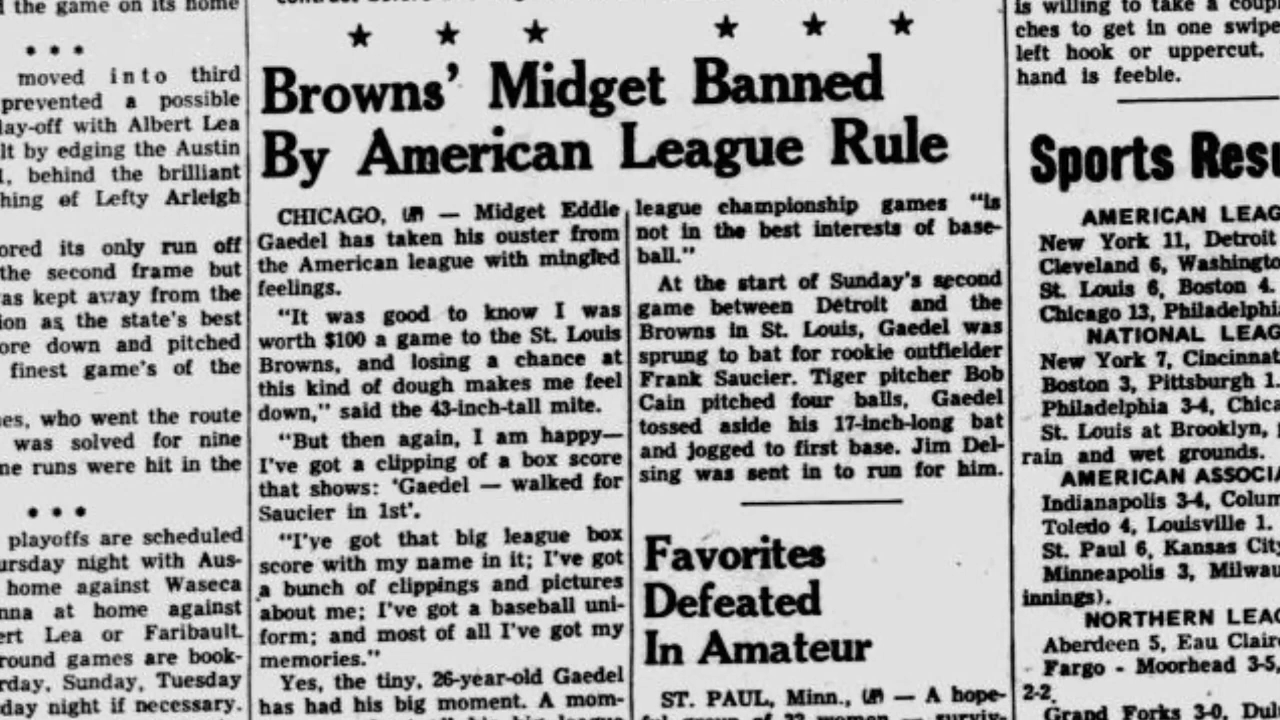 d the game on its home
moved into third
prevented a possible
lay-off with Albert Lea
lt by edging the Austin
1, behind the brilliant
hing of Lefty Arleigh
ored its only run off
the second frame but
as kept away from the
ion as the state's best
ore down and pitched
finest game's of the
es, who went the route
was solved for nine
ne runs were hit in the
playoffs are scheduled
ursday night with Aus-
home against Waseca
nna at home against
ert Lea or Faribault.
round games are book-
rday, Sunday, Tuesday
day night if necessary.
Browns' Midget Banned
By American League Rule
CHICAGO, UP — Midget Eddie
Gaedel has taken his ouster from
the American league with mingled
feelings.
"It was good to know I was
worth $100 a game to the St. Louis
Browns, and losing a chance at
this kind of dough makes me feel
down," said the 43-inch-tall mite.
"But then again, I am happy—
I've got a clipping of a box score
that shows: 'Gaedel — walked for
Saucier in 1st'.
"I've got that big league box
score with my name in it; I've got
a bunch of clippings and pictures
about me; I've got a baseball uni-
form; and most of all I've got my
memories."
Yes, the tiny, 26-year-old Gaedel
has had his big moment. A mom-
league championship games "is
not in the best interests of base-
ball."
At the start of Sunday's second
game between Detroit and the
Browns in St. Louis, Gaedel was
sprung to bat for rookie outfielder
Frank Saucier. Tiger pitcher Bob
Cain pitched four balls, Gaedel
tossed aside his 17-inch-long bat
and jogged to first base. Jim Del-
sing was sent in to run for him.
Favorites
Defeated
In Amateur
ST. PAUL, Minn., UP — A hope-
is willing to take a coupl
ches to get in one swipe
left hook or uppercut.
hand is feeble.
Sports Resu
AMERICAN LEAG
New York 11, Detroit
Cleveland 6, Washingto
St. Louis 6, Boston 4.
Chicago 13, Philadelphi
NATIONAL LEAG
New York 7, Cincinnat
Boston 3, Pittsburgh 1.
Philadelphia 3-4, Chica
St. Louis at Brooklyn,
rain and wet grounds.
AMERICAN ASSOCIA
Indianapolis 3-4, Colum
Toledo 4, Louisville 1.
St. Paul 6, Kansas City
Minneapolis 3, Milwau
innings).
NORTHERN LEAG
Aberdeen 5, Eau Claire
Fargo - Moorhead 3-5,
2-2.
Grand Forks 3-0, Dul